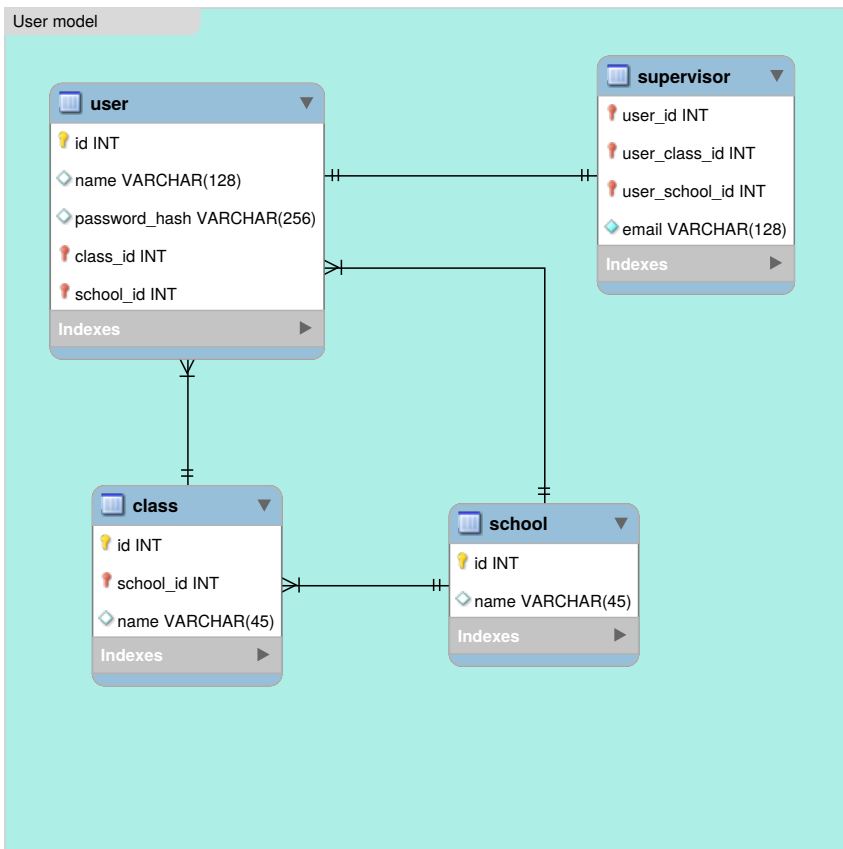 User model
user
id INT
name VARCHAR(128)
password_hash VARCHAR(256)
class_id INT
school_id INT
Indexes
supervisor
user_id INT
user_class_id INT
user_school_id INT
email VARCHAR(128)
Indexes
class
id INT
school_id INT
name VARCHAR(45)
Indexes
school
id INT
name VARCHAR(45)
Indexes